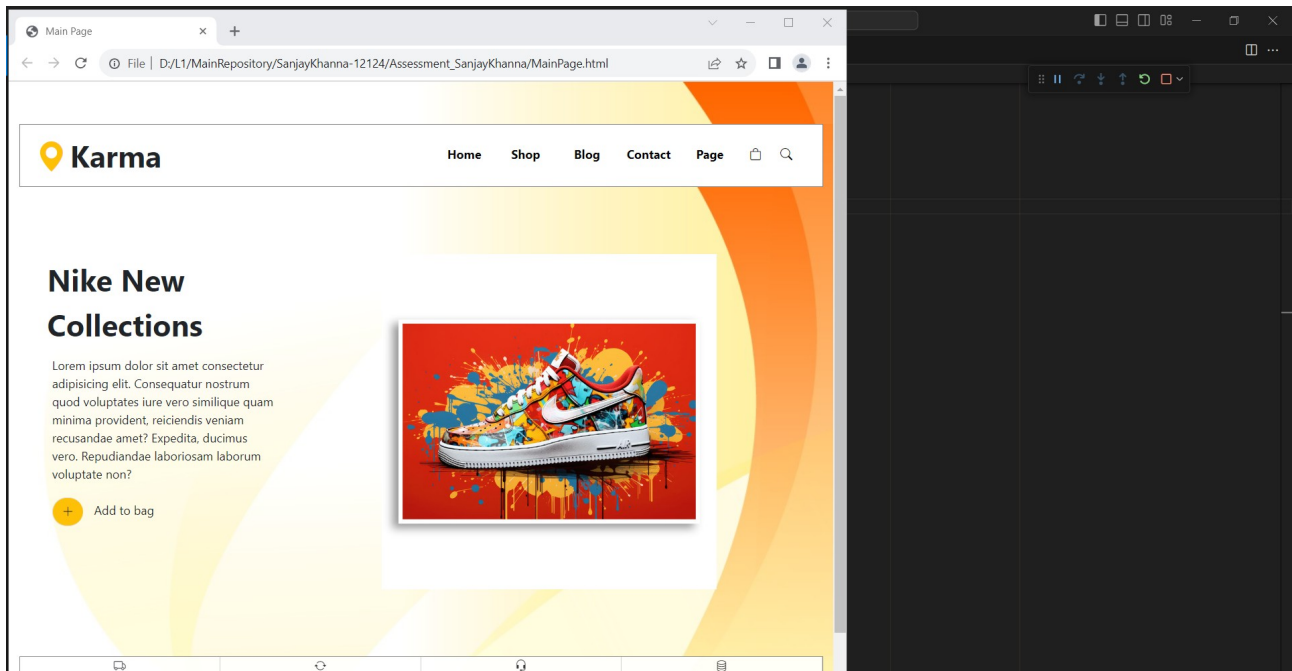 Main Page
File
D:/L1/MainRepository/SanjayKhanna-12124/Assessment_SanjayKhanna/MainPage.html
Karma
Home Shop Blog Contact Page
Nike New
Collections
Lorem ipsum dolor sit amet consectetur
adipisicing elit. Consequatur nostrum
quod voluptates iure vero similique quam
minima provident, reiciendis veniam
recusandae amet? Expedita, ducimus
vero. Repudiandae laboriosam laborum
voluptate non?
Add to bag